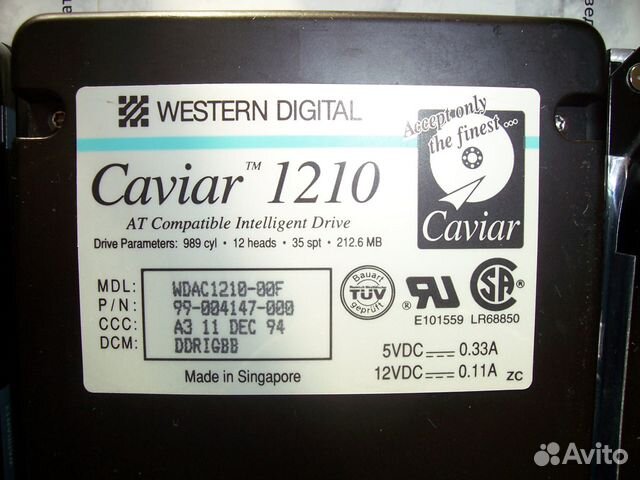 WESTERN DIGITAL
Accept only
the finest ...
Caviar™ 1210
AT Compatible Intelligent Drive
Drive Parameters: 989 cyl • 12 heads • 35 spt • 212.6 MB
Caviar
MDL: WDAC1210-00F
P/N: 99-004147-000
CCC: A3 11 DEC 94
DCM: DDRIGBB
Made in Singapore
Bauart
TÜV
geprüft
E101559
SA
LR68850
5VDC 0.33A
12VDC 0.11A
ZC
Avito